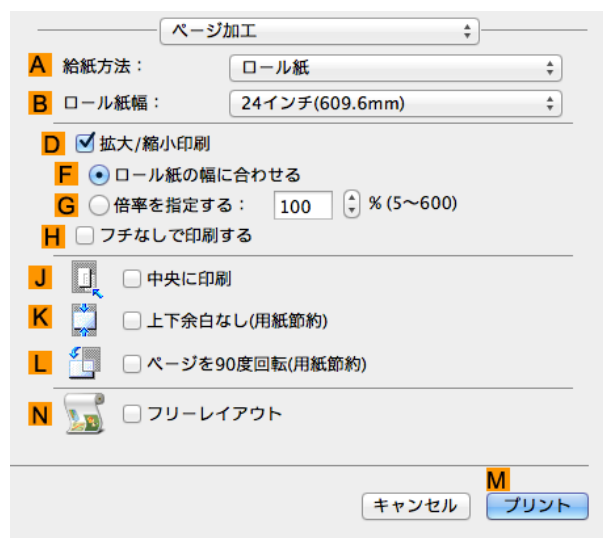 ページ加工
A 給紙方法： ロール紙
B ロール紙幅： 24インチ(609.6mm)
D 拡大/縮小印刷
F ロール紙の幅に合わせる
G 倍率を指定する： 100 % (5～600)
H フチなしで印刷する
J 中央に印刷
K 上下余白なし(用紙節約)
L ページを90度回転(用紙節約)
N フリーレイアウト
M
キャンセル プリント